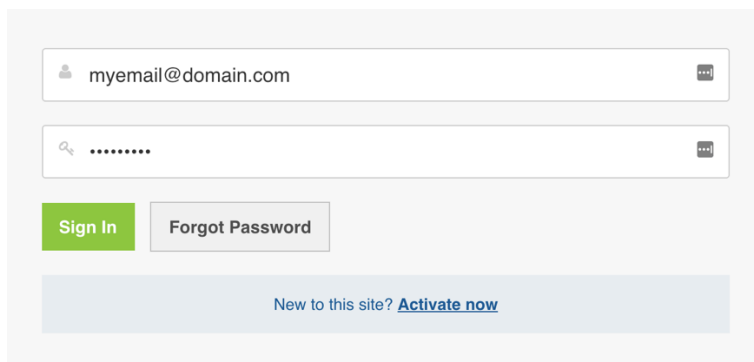 myemail@domain.com
•••••••••
Sign In
Forgot Password
New to this site? Activate now